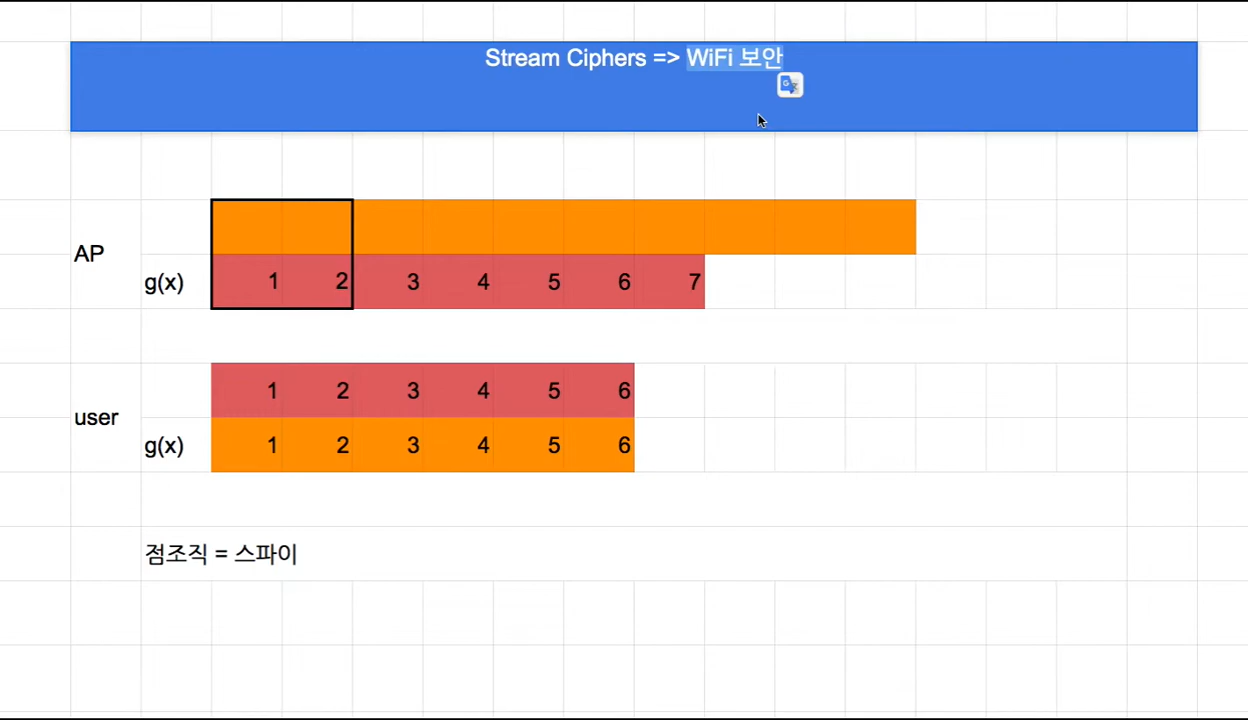 Stream Ciphers => WiFi 보안
AP
g(x) 1 2 3 4 5 6 7
1 2 3 4 5 6
user
g(x) 1 2 3 4 5 6
점조직 = 스파이